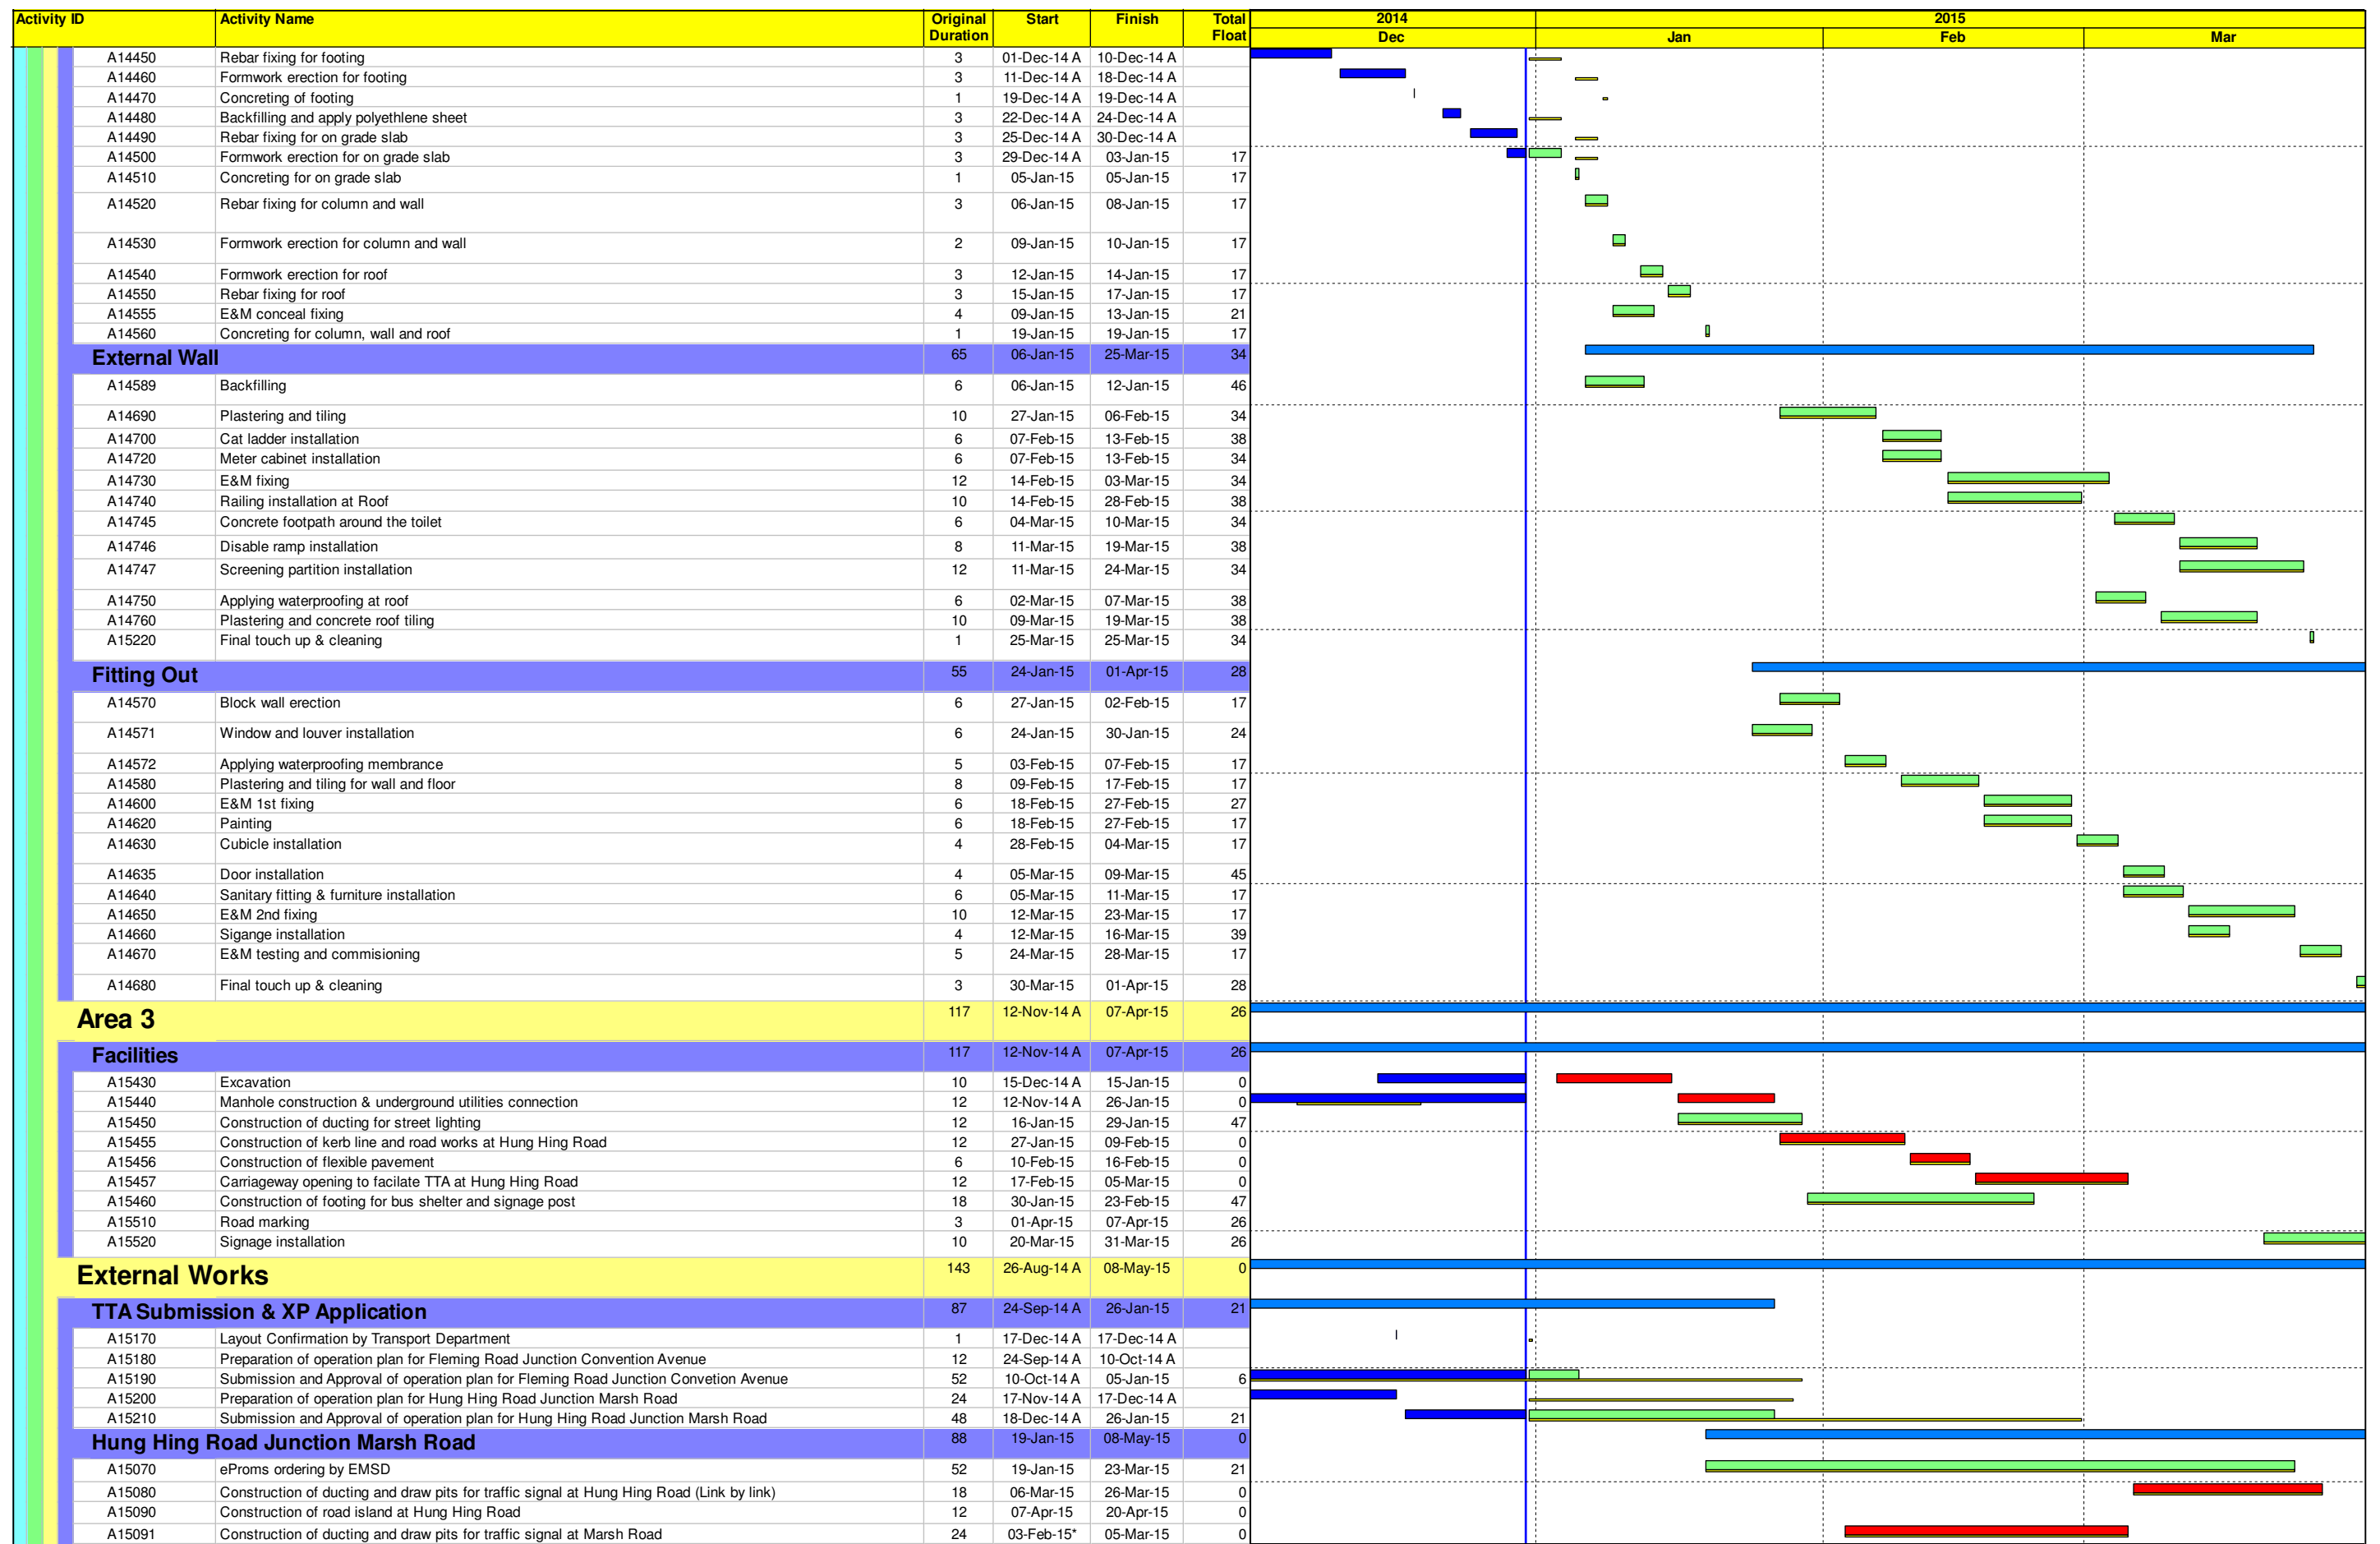 Activity ID Activity Name Original Duration Start Finish Total Float 2014 2015
Dec Jan Feb Mar
A14450 Rebar fixing for footing 3 01-Dec-14 A 10-Dec-14 A
A14460 Formwork erection for footing 3 11-Dec-14 A 18-Dec-14 A
A14470 Concreting of footing 1 19-Dec-14 A 19-Dec-14 A
A14480 Backfilling and apply polyethlene sheet 3 22-Dec-14 A 24-Dec-14 A
A14490 Rebar fixing for on grade slab 3 25-Dec-14 A 30-Dec-14 A
A14500 Formwork erection for on grade slab 3 29-Dec-14 A 03-Jan-15 17
A14510 Concreting for on grade slab 1 05-Jan-15 05-Jan-15 17
A14520 Rebar fixing for column and wall 3 06-Jan-15 08-Jan-15 17
A14530 Formwork erection for column and wall 2 09-Jan-15 10-Jan-15 17
A14540 Formwork erection for roof 3 12-Jan-15 14-Jan-15 17
A14550 Rebar fixing for roof 3 15-Jan-15 17-Jan-15 17
A14555 E&M conceal fixing 4 09-Jan-15 13-Jan-15 21
A14560 Concreting for column, wall and roof 1 19-Jan-15 19-Jan-15 17
External Wall 65 06-Jan-15 25-Mar-15 34
A14589 Backfilling 6 06-Jan-15 12-Jan-15 46
A14690 Plastering and tiling 10 27-Jan-15 06-Feb-15 34
A14700 Cat ladder installation 6 07-Feb-15 13-Feb-15 38
A14720 Meter cabinet installation 6 07-Feb-15 13-Feb-15 34
A14730 E&M fixing 12 14-Feb-15 03-Mar-15 34
A14740 Railing installation at Roof 10 14-Feb-15 28-Feb-15 38
A14745 Concrete footpath around the toilet 6 04-Mar-15 10-Mar-15 34
A14746 Disable ramp installation 8 11-Mar-15 19-Mar-15 38
A14747 Screening partition installation 12 11-Mar-15 24-Mar-15 34
A14750 Applying waterproofing at roof 6 02-Mar-15 07-Mar-15 38
A14760 Plastering and concrete roof tiling 10 09-Mar-15 19-Mar-15 38
A15220 Final touch up & cleaning 1 25-Mar-15 25-Mar-15 34
Fitting Out 55 24-Jan-15 01-Apr-15 28
A14570 Block wall erection 6 27-Jan-15 02-Feb-15 17
A14571 Window and louver installation 6 24-Jan-15 30-Jan-15 24
A14572 Applying waterproofing membrance 5 03-Feb-15 07-Feb-15 17
A14580 Plastering and tiling for wall and floor 8 09-Feb-15 17-Feb-15 17
A14600 E&M 1st fixing 6 18-Feb-15 27-Feb-15 27
A14620 Painting 6 18-Feb-15 27-Feb-15 17
A14630 Cubicle installation 4 28-Feb-15 04-Mar-15 17
A14635 Door installation 4 05-Mar-15 09-Mar-15 45
A14640 Sanitary fitting & furniture installation 6 05-Mar-15 11-Mar-15 17
A14650 E&M 2nd fixing 10 12-Mar-15 23-Mar-15 17
A14660 Sigange installation 4 12-Mar-15 16-Mar-15 39
A14670 E&M testing and commisioning 5 24-Mar-15 28-Mar-15 17
A14680 Final touch up & cleaning 3 30-Mar-15 01-Apr-15 28
Area 3 117 12-Nov-14 A 07-Apr-15 26
Facilities 117 12-Nov-14 A 07-Apr-15 26
A15430 Excavation 10 15-Dec-14 A 15-Jan-15 0
A15440 Manhole construction & underground utilities connection 12 12-Nov-14 A 26-Jan-15 0
A15450 Construction of ducting for street lighting 12 16-Jan-15 29-Jan-15 47
A15455 Construction of kerb line and road works at Hung Hing Road 12 27-Jan-15 09-Feb-15 0
A15456 Construction of flexible pavement 6 10-Feb-15 16-Feb-15 0
A15457 Carriageway opening to facilate TTA at Hung Hing Road 12 17-Feb-15 05-Mar-15 0
A15460 Construction of footing for bus shelter and signage post 18 30-Jan-15 23-Feb-15 47
A15510 Road marking 3 01-Apr-15 07-Apr-15 26
A15520 Signage installation 10 20-Mar-15 31-Mar-15 26
External Works 143 26-Aug-14 A 08-May-15 0
TTA Submission & XP Application 87 24-Sep-14 A 26-Jan-15 21
A15170 Layout Confirmation by Transport Department 1 17-Dec-14 A 17-Dec-14 A
A15180 Preparation of operation plan for Fleming Road Junction Convention Avenue 12 24-Sep-14 A 10-Oct-14 A
A15190 Submission and Approval of operation plan for Fleming Road Junction Convetion Avenue 52 10-Oct-14 A 05-Jan-15 6
A15200 Preparation of operation plan for Hung Hing Road Junction Marsh Road 24 17-Nov-14 A 17-Dec-14 A
A15210 Submission and Approval of operation plan for Hung Hing Road Junction Marsh Road 48 18-Dec-14 A 26-Jan-15 21
Hung Hing Road Junction Marsh Road 88 19-Jan-15 08-May-15 0
A15070 eProms ordering by EMSD 52 19-Jan-15 23-Mar-15 21
A15080 Construction of ducting and draw pits for traffic signal at Hung Hing Road (Link by link) 18 06-Mar-15 26-Mar-15 0
A15090 Construction of road island at Hung Hing Road 12 07-Apr-15 20-Apr-15 0
A15091 Construction of ducting and draw pits for traffic signal at Marsh Road 24 03-Feb-15* 05-Mar-15 0